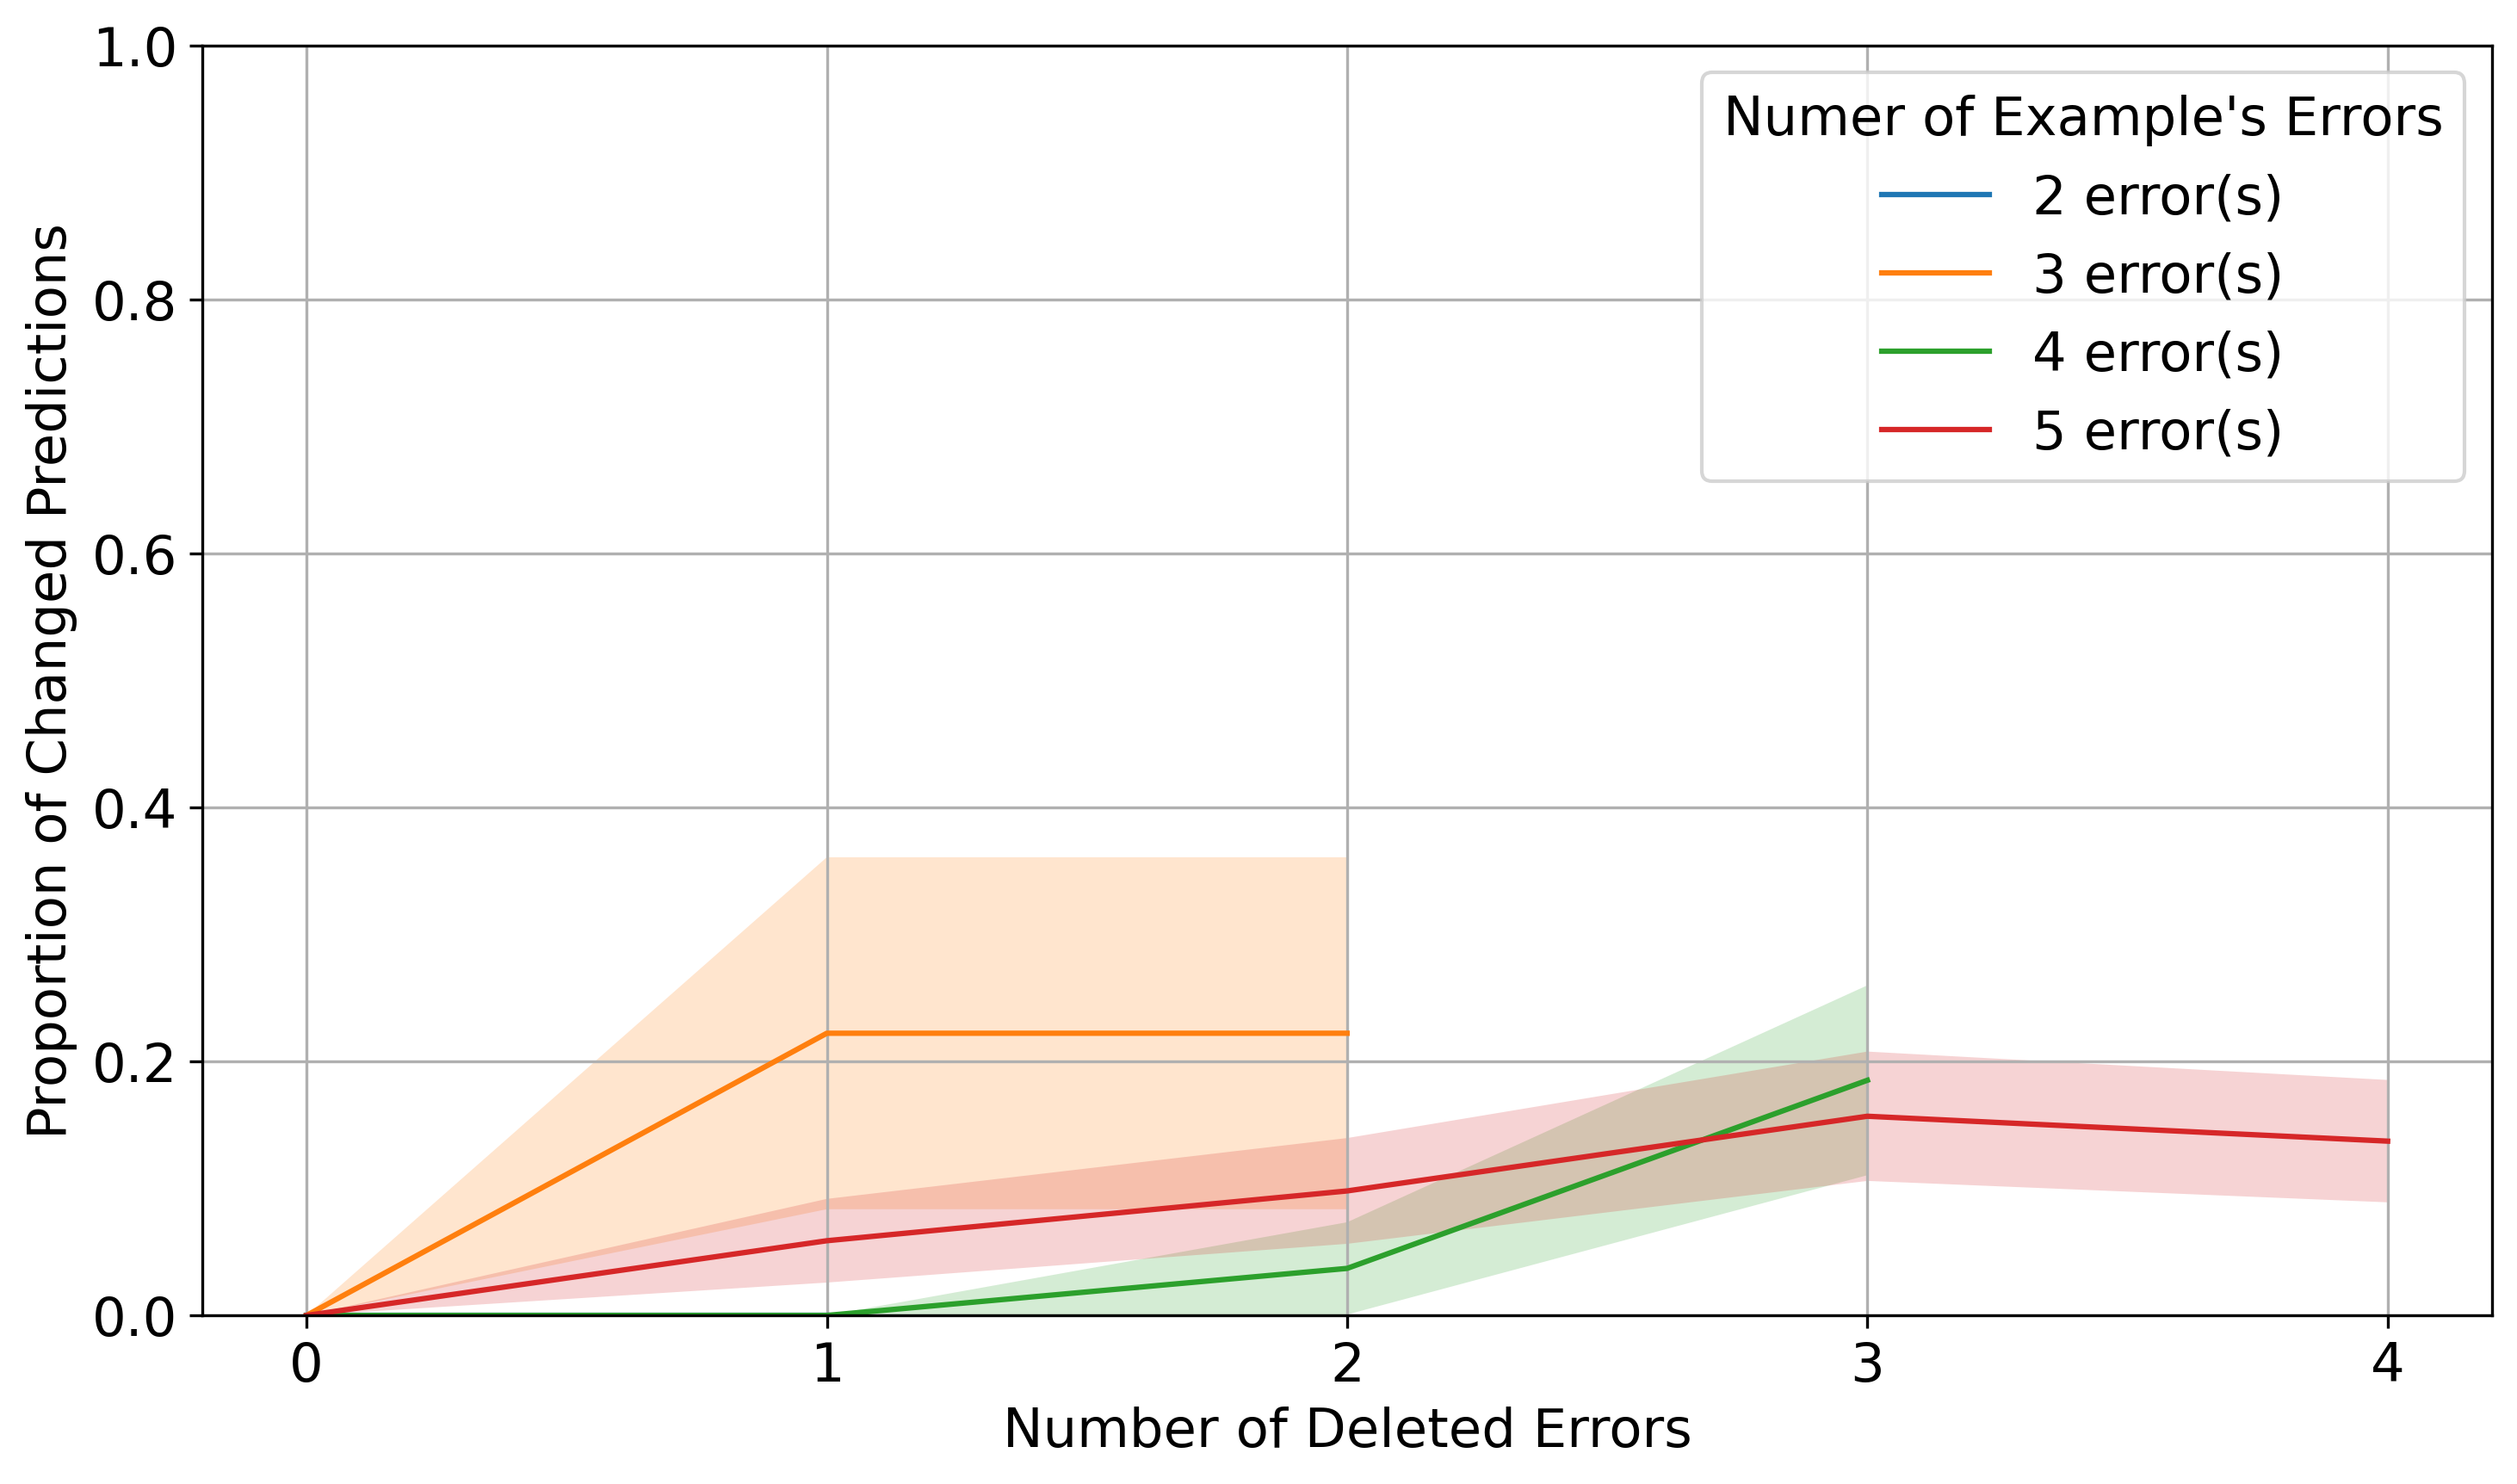 Numer of Example's Errors
2 error(s)
3 error(s)
4 error(s)
5 error(s)
Proportion of Changed Predictions
1.0
0.8
0.6
0.4
0.2
0.0
0 1 2 3 4
Number of Deleted Errors